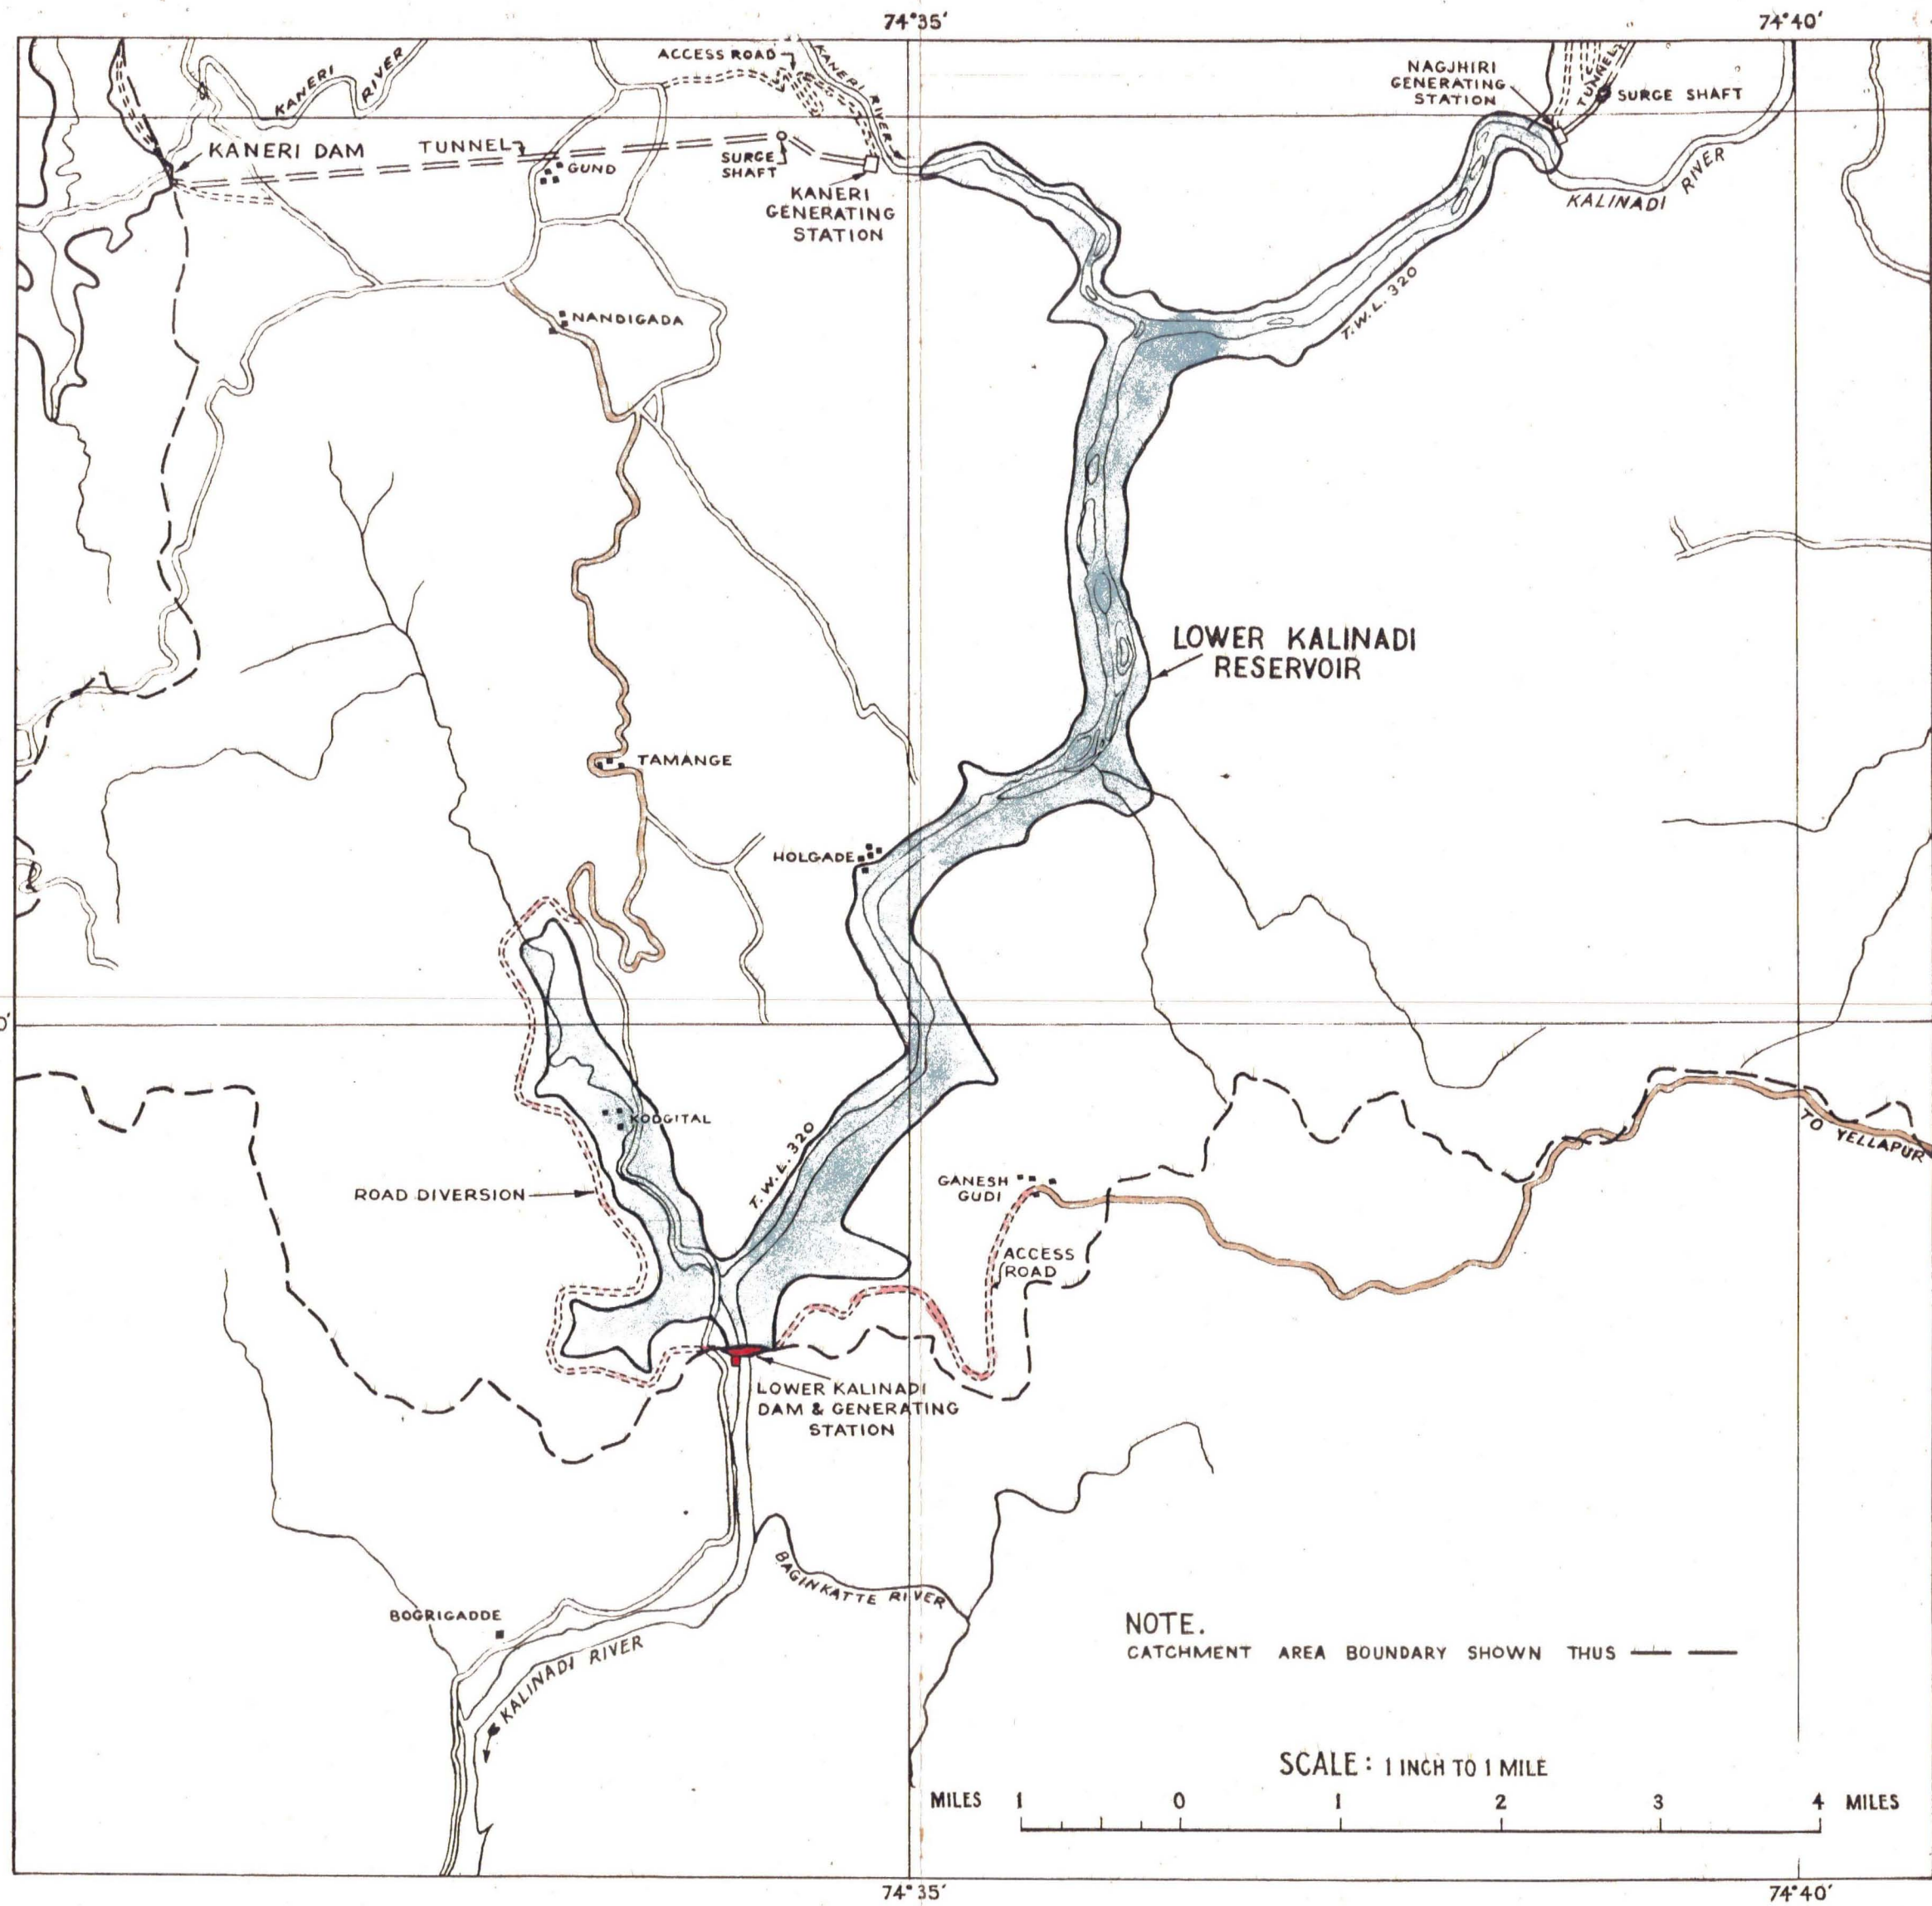 74°35'
74°40'
ACCESS ROAD
KANERI RIVER
KANERI RIVER
NAGJHIRI
GENERATING
STATION
TUNNEL
SURGE SHAFT
KANERI DAM
TUNNEL
GUND
SURGE
SHAFT
KANERI
GENERATING
STATION
KALINADI RIVER
T.W.L. 320
NANDIGADA
LOWER KALINADI
RESERVOIR
TAMANGE
HOLGADE
0'
KODGITAL
T.W.L. 320
TO YELLAPUR
ROAD DIVERSION
GANESH
GUDI
ACCESS
ROAD
LOWER KALINADI
DAM & GENERATING
STATION
BAGINKATTE RIVER
BOGRIGADDE
KALINADI RIVER
NOTE.
CATCHMENT AREA BOUNDARY SHOWN THUS
SCALE: 1 INCH TO 1 MILE
MILES 1 0 1 2 3 4 MILES
74°35'
74°40'